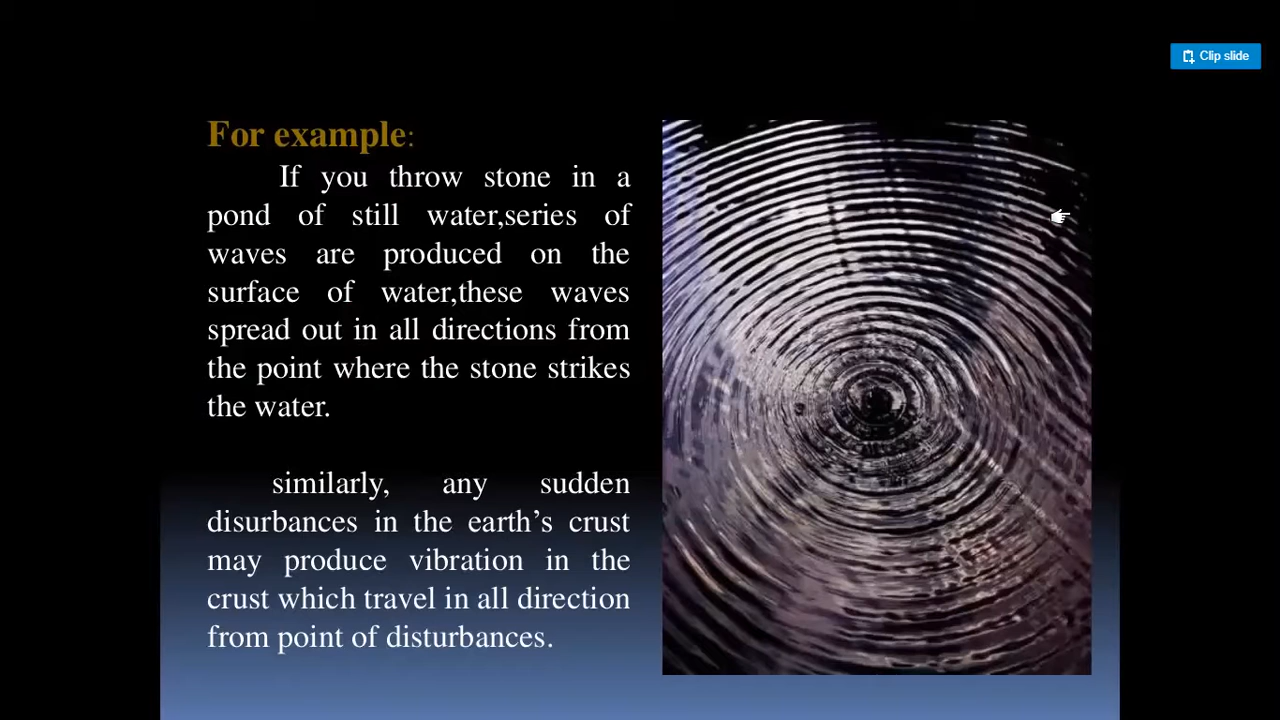 Clip slide
For example:
If you throw stone in a
pond of still water,series of
waves are produced on the
surface of water,these waves
spread out in all directions from
the point where the stone strikes
the water.
similarly, any sudden
disurbances in the earth's crust
may produce vibration in the
crust which travel in all direction
from point of disturbances.